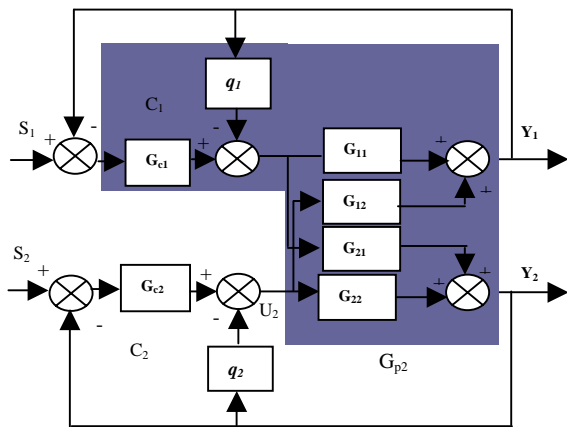 q1
C1
S1
+
-
-
+
Gc1
G11
+
Y1
G12
+
S2
G21
+
+
Gc2
+
U2
G22
+
+
Y2
-
-
C2
q2
Gp2